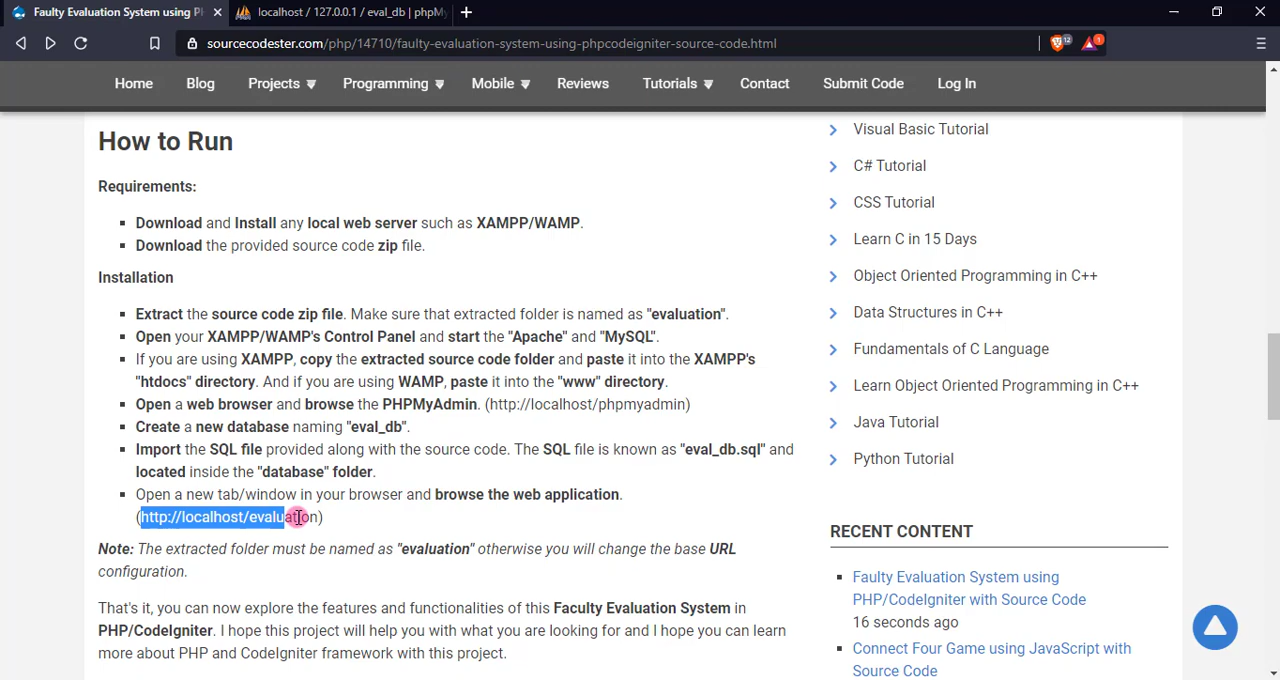 Faulty Evaluation System using PH
localhost / 127.0.0.1 / eval_db | phpMy
sourcecodester.com/php/14710/faulty-evaluation-system-using-phpcodeigniter-source-code.html
12
1
Home Blog Projects Programming Mobile Reviews Tutorials Contact Submit Code Log In
How to Run
Requirements:
Download and Install any local web server such as XAMPP/WAMP.
Download the provided source code zip file.
Installation
Extract the source code zip file. Make sure that extracted folder is named as "evaluation".
Open your XAMPP/WAMP's Control Panel and start the "Apache" and "MySQL".
If you are using XAMPP, copy the extracted source code folder and paste it into the XAMPP's
"htdocs" directory. And if you are using WAMP, paste it into the "www" directory.
Open a web browser and browse the PHPMyAdmin. (http://localhost/phpmyadmin)
Create a new database naming "eval_db".
Import the SQL file provided along with the source code. The SQL file is known as "eval_db.sql" and
located inside the "database" folder.
Open a new tab/window in your browser and browse the web application.
(http://localhost/evaluation)
Note: The extracted folder must be named as "evaluation" otherwise you will change the base URL
configuration.
That's it, you can now explore the features and functionalities of this Faculty Evaluation System in
PHP/CodeIgniter. I hope this project will help you with what you are looking for and I hope you can learn
more about PHP and CodeIgniter framework with this project.
Visual Basic Tutorial
C# Tutorial
CSS Tutorial
Learn C in 15 Days
Object Oriented Programming in C++
Data Structures in C++
Fundamentals of C Language
Learn Object Oriented Programming in C++
Java Tutorial
Python Tutorial
RECENT CONTENT
Faulty Evaluation System using
PHP/CodeIgniter with Source Code
16 seconds ago
Connect Four Game using JavaScript with
Source Code